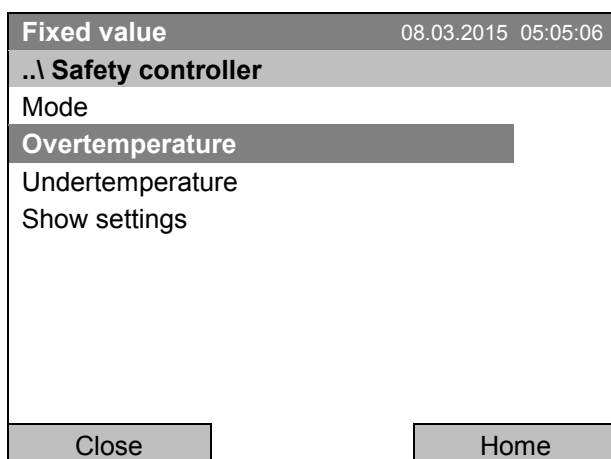 Fixed value 08.03.2015 05:05:06
..\ Safety controller
Mode
Overtemperature
Undertemperature
Show settings
Close Home